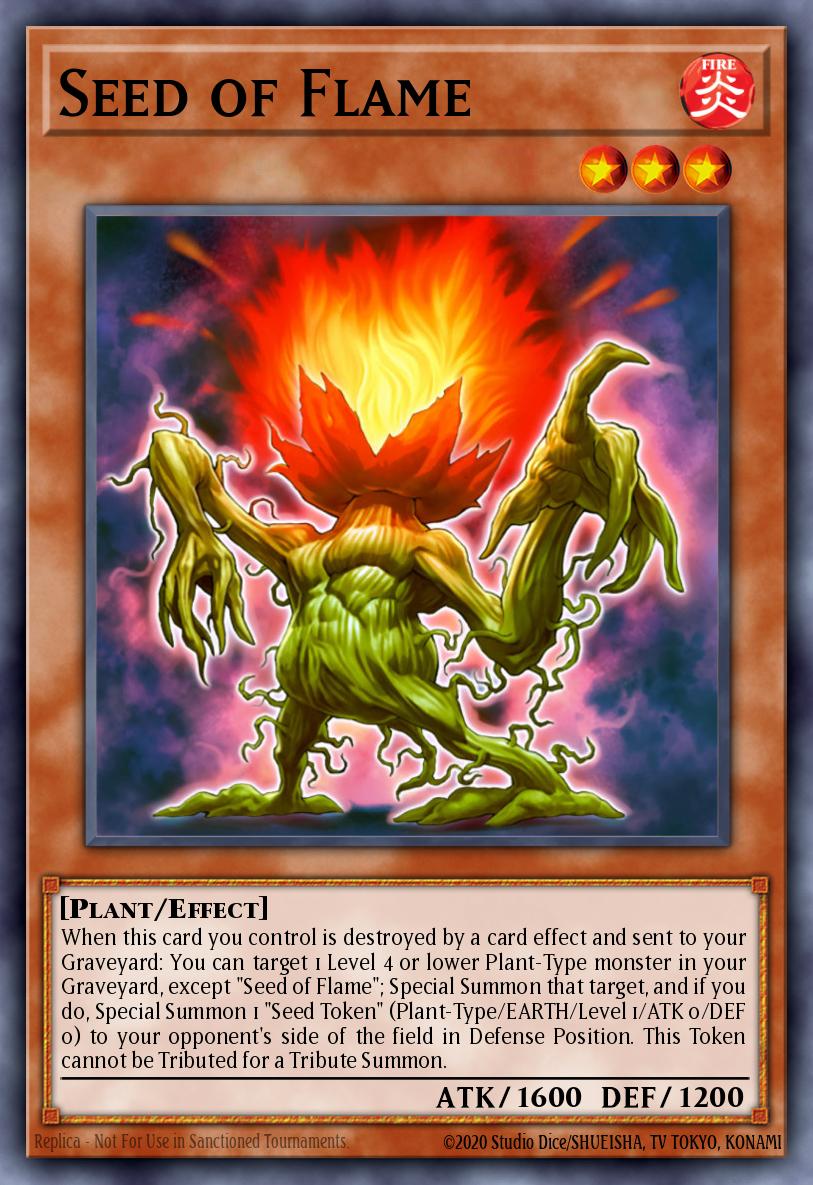 Seed of Flame
FIRE
炎
[Plant/Effect]
When this card you control is destroyed by a card effect and sent to your
Graveyard: You can target 1 Level 4 or lower Plant-Type monster in your
Graveyard, except "Seed of Flame"; Special Summon that target, and if you
do, Special Summon 1 "Seed Token" (Plant-Type/EARTH/Level 1/ATK 0/DEF
0) to your opponent's side of the field in Defense Position. This Token
cannot be Tributed for a Tribute Summon.
ATK/1600 DEF/1200
Replica - Not For Use in Sanctioned Tournaments.
©2020 Studio Dice/SHUEISHA, TV TOKYO, KONAMI